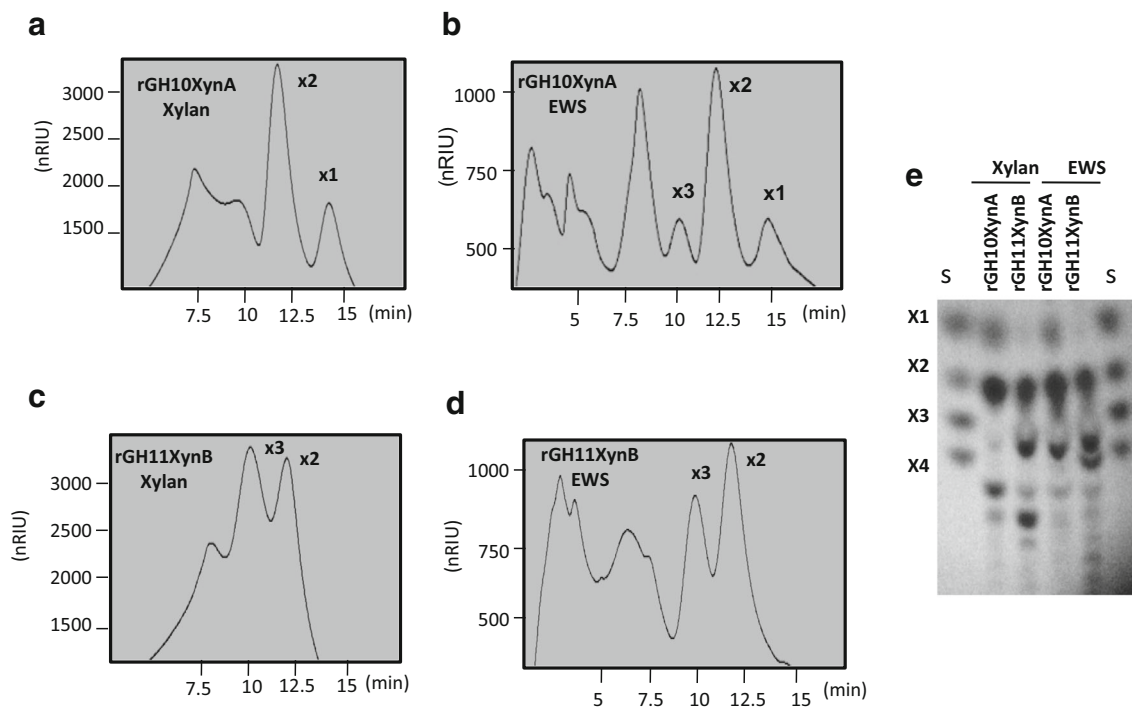 a
rGH10XynA
Xylan
x2
x1
(nRIU)
3000
2500
2000
1500
7.5
10
12.5
15
(min)
b
rGH10XynA
EWS
x2
x3
x1
(nRIU)
1000
750
500
5
7.5
10
12.5
15
(min)
c
rGH11XynB
Xylan
x3
x2
(nRIU)
3000
2500
2000
1500
7.5
10
12.5
15
(min)
d
rGH11XynB
EWS
x3
x2
(nRIU)
1000
750
500
5
7.5
10
12.5
15
(min)
e
Xylan
EWS
S
rGH10XynA
rGH11XynB
rGH10XynA
rGH11XynB
S
X1
X2
X3
X4